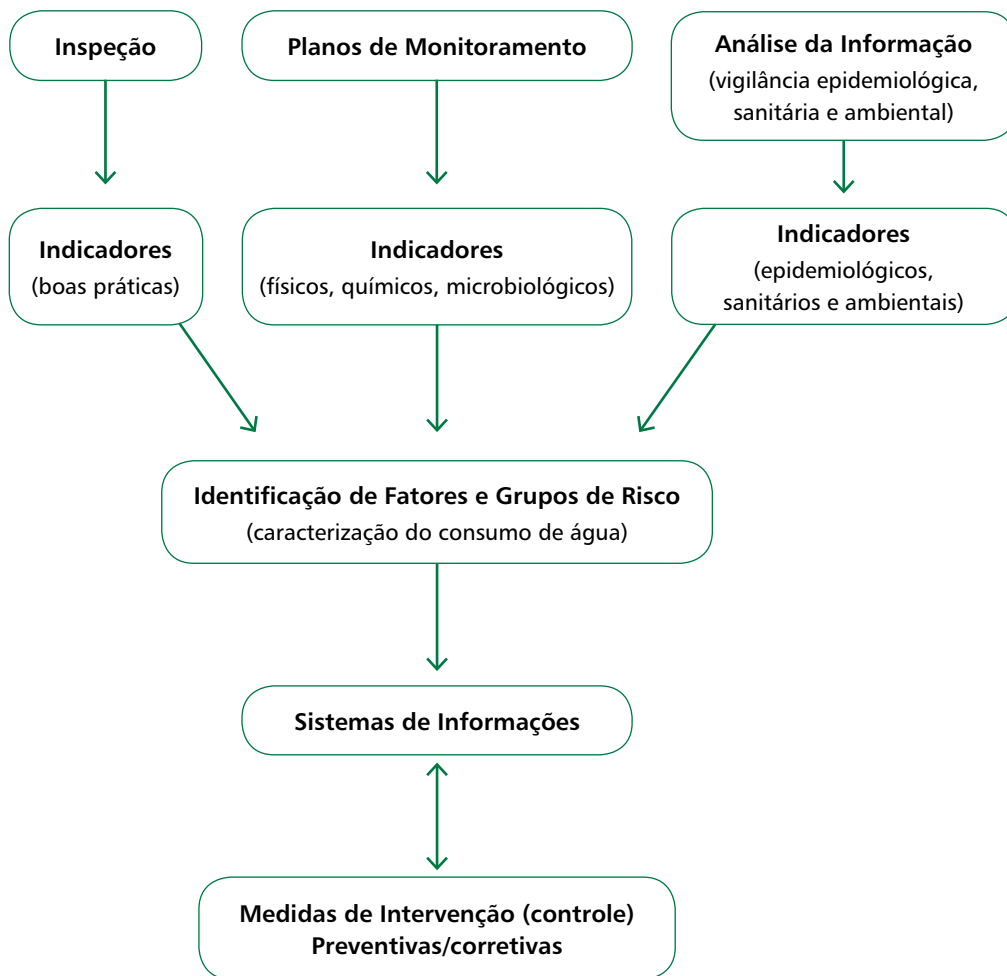 Inspeção
Planos de Monitoramento
Análise da Informação
(vigilância epidemiológica,
sanitária e ambiental)
Indicadores
(boas práticas)
Indicadores
(físicos, químicos, microbiológicos)
Indicadores
(epidemiológicos,
sanitários e ambientais)
Identificação de Fatores e Grupos de Risco
(caracterização do consumo de água)
Sistemas de Informações
Medidas de Intervenção (controle)
Preventivas/corretivas